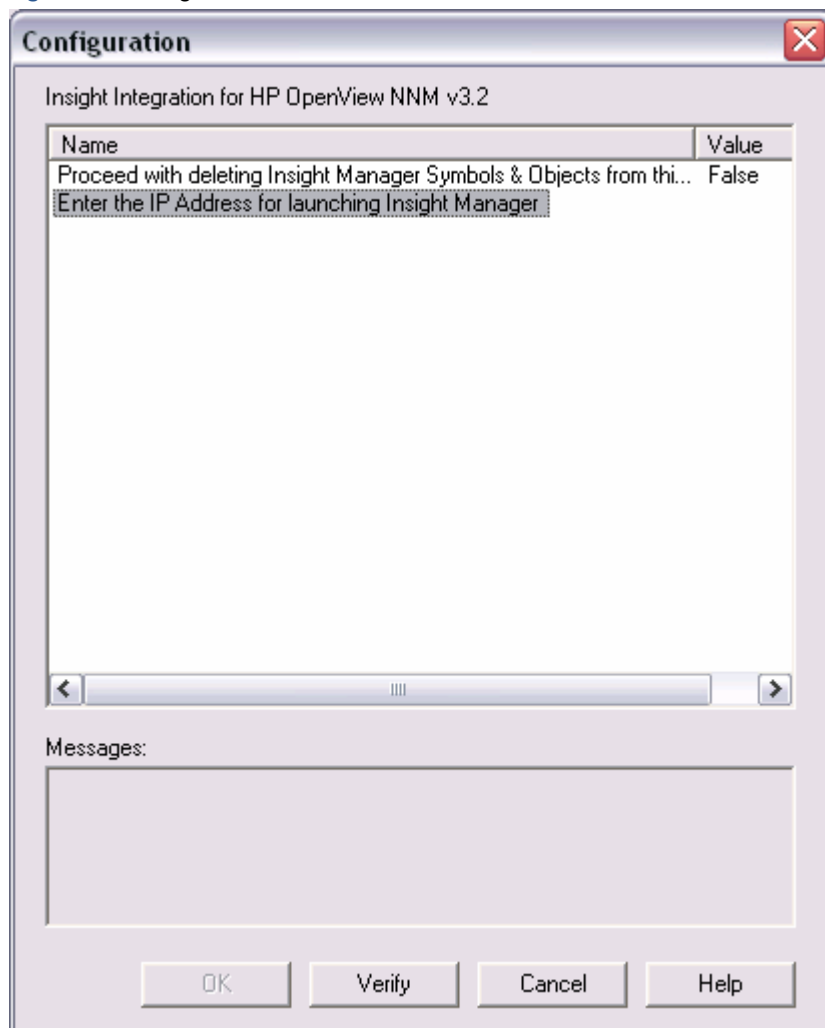 Configuration
Insight Integration for HP OpenView NNM v3.2
Name Value
Proceed with deleting Insight Manager Symbols & Objects from thi... False
Enter the IP Address for launching Insight Manager
Messages:
OK Verify Cancel Help